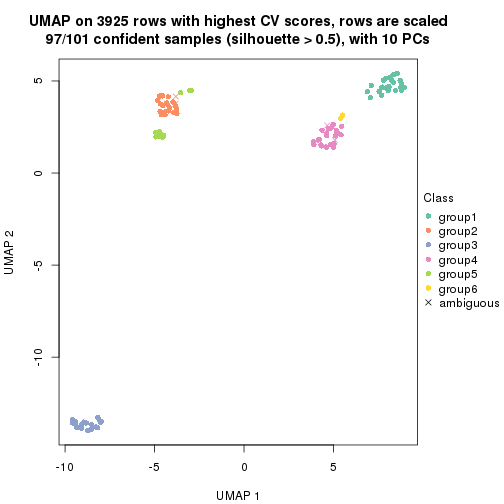 UMAP on 3925 rows with highest CV scores, rows are scaled
97/101 confident samples (silhouette > 0.5), with 10 PCs
5
0
-5
-10
UMAP 2
-10
-5
0
5
UMAP 1
Class
group1
group2
group3
group4
group5
group6
ambiguous